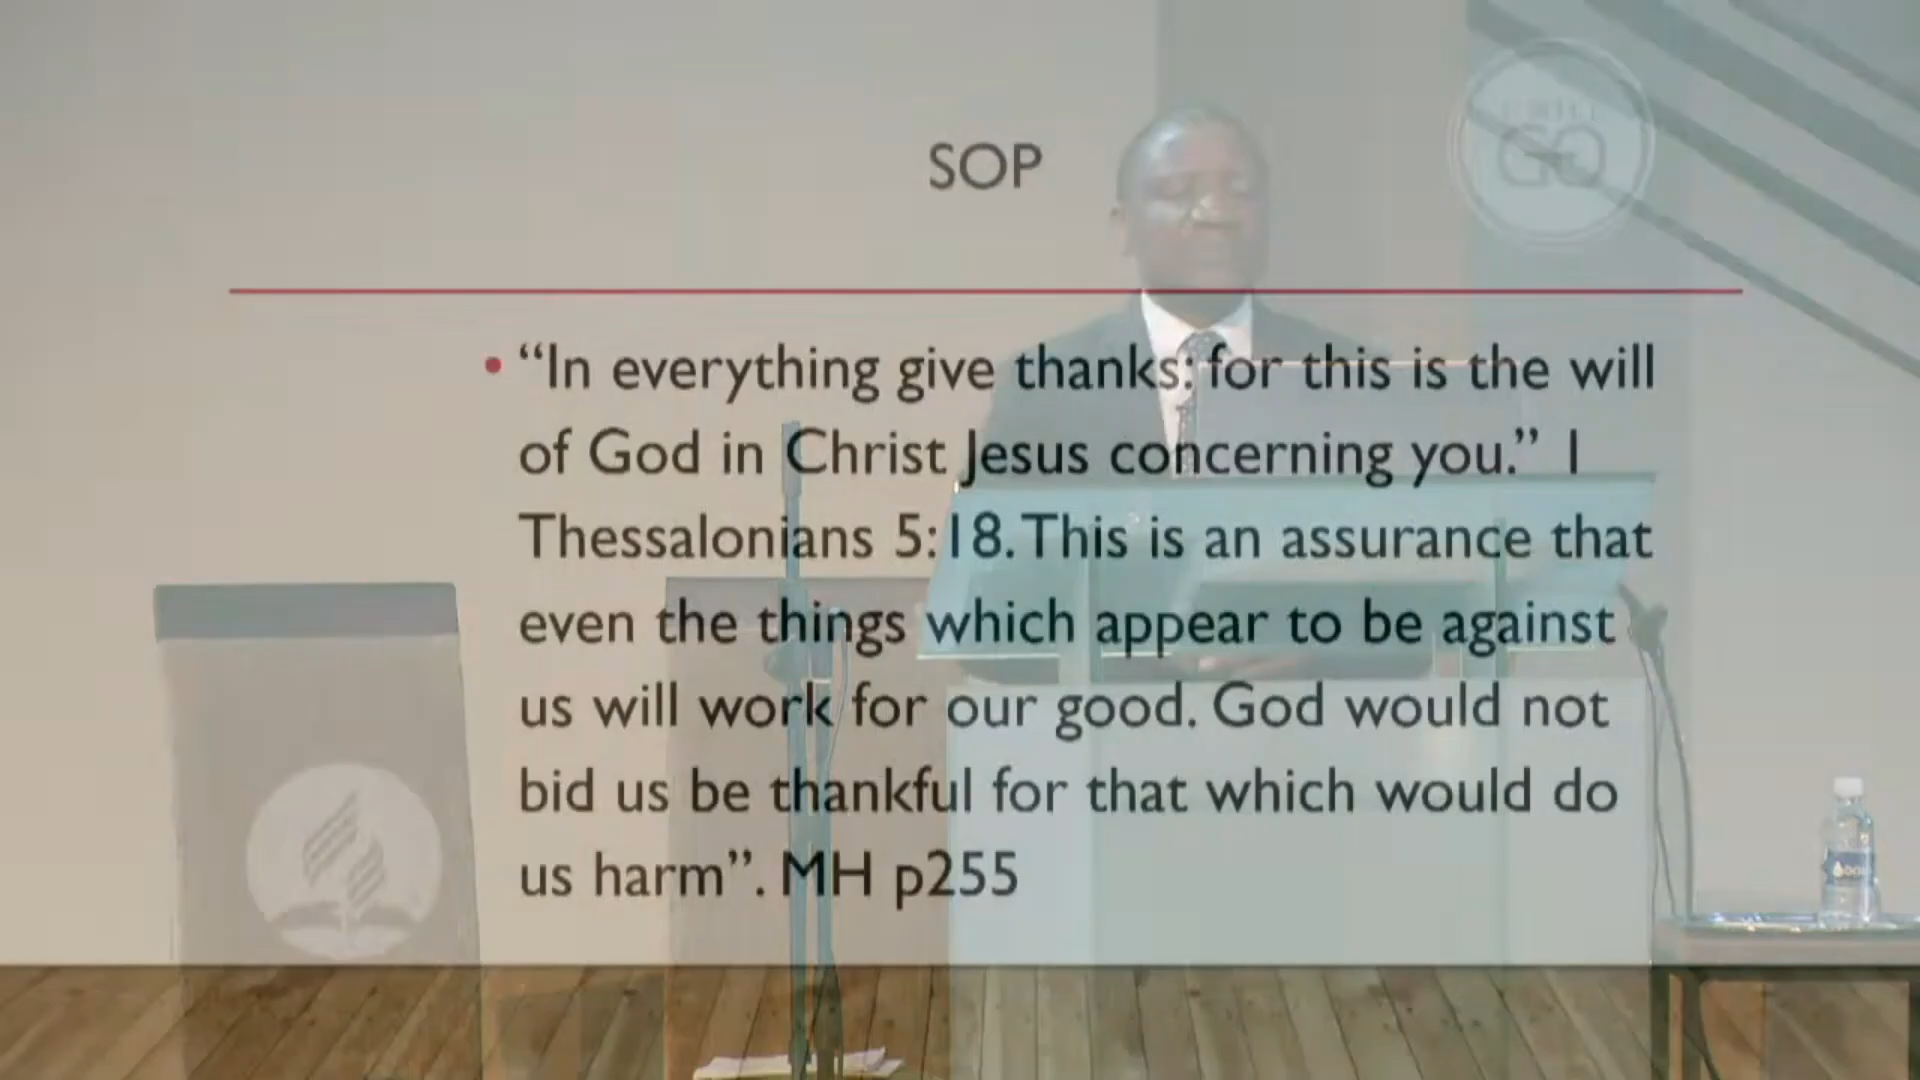 SOP
GO
• “In everything give thanks: for this is the will
of God in Christ Jesus concerning you.” 1
Thessalonians 5:18. This is an assurance that
even the things which appear to be against
us will work for our good. God would not
bid us be thankful for that which would do
us harm”. MH p255